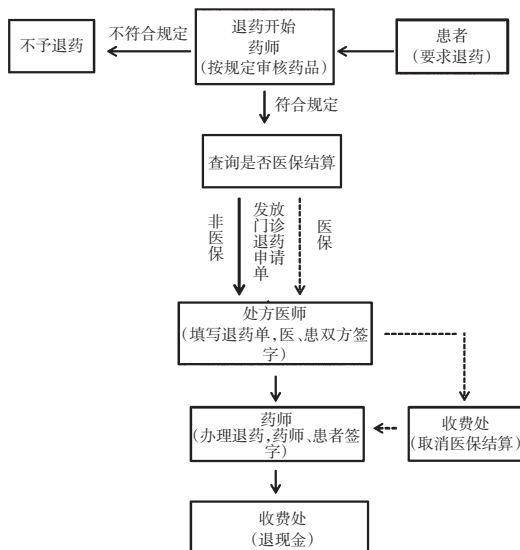 不予退药
不符合规定
退药开始
药师
(按规定审核药品)
患者
(要求退药)
符合规定
查询是否医保结算
非医保
发放门诊退药申请单
医保
处方医师
(填写退药单,医、患双方签
字)
药师
(办理退药,药师、患者签
字)
收费处
(取消医保结算)
收费处
(退现金)